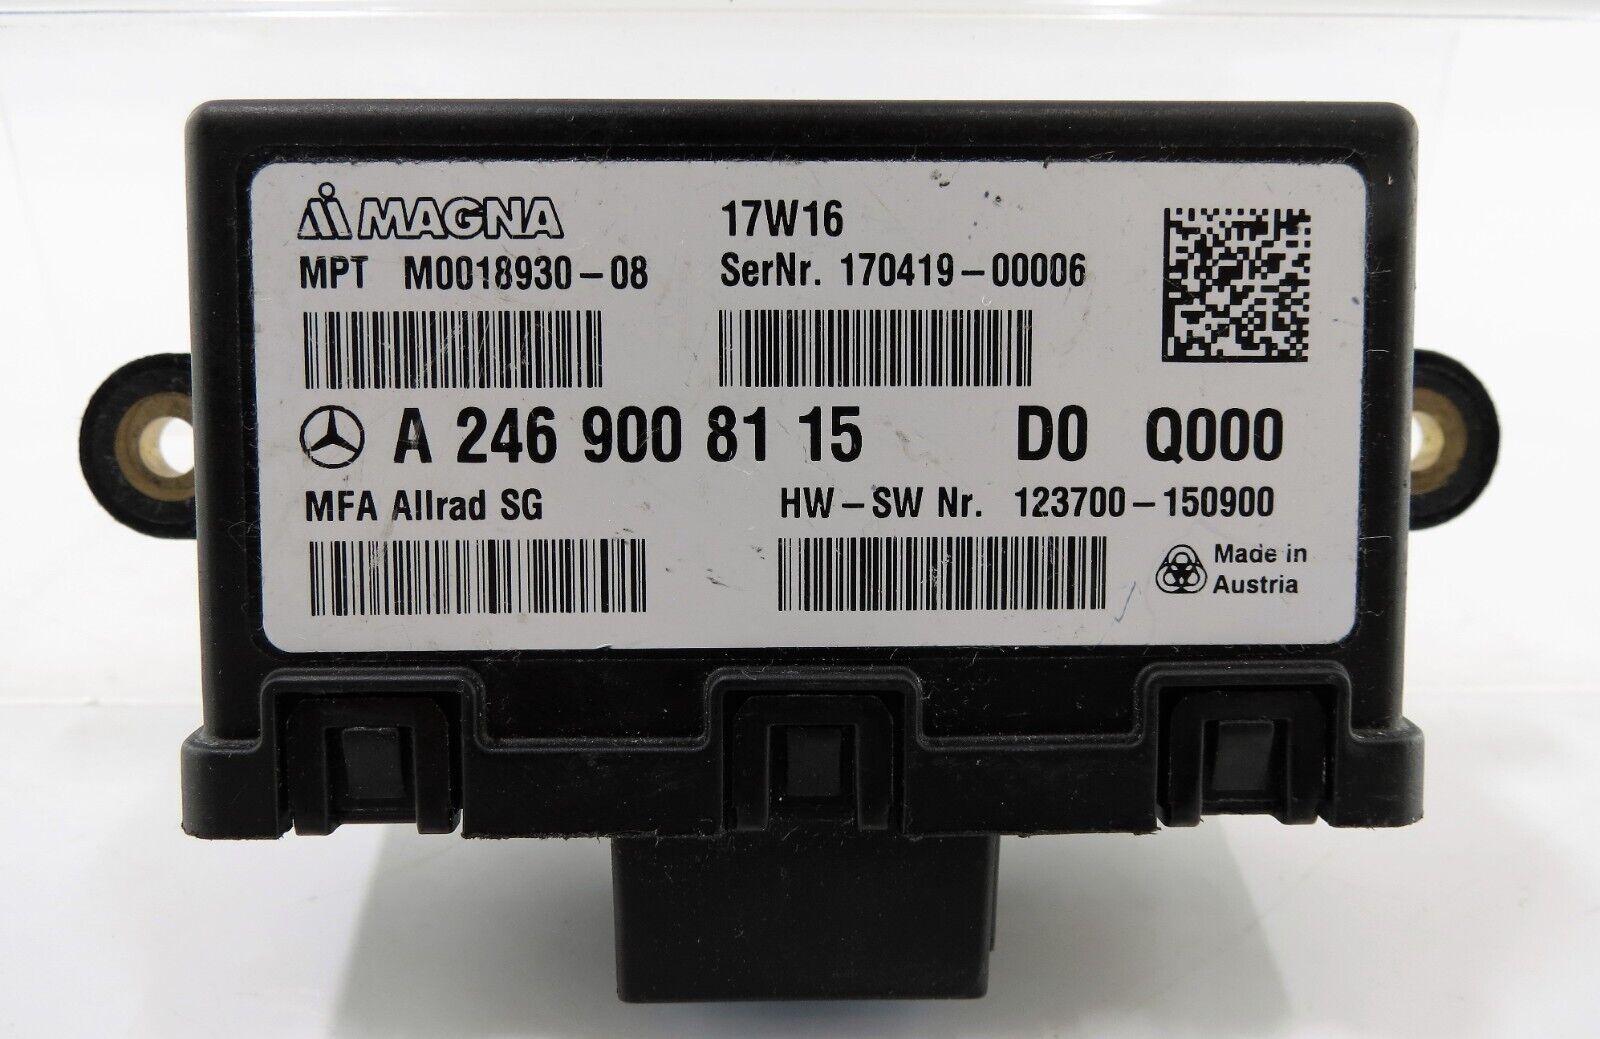 MAGNA 17W16
MPT M0018930-08 SerNr. 170419-00006
A 246 900 81 15 D0 Q000
MFA Allrad SG HW-SW Nr. 123700-150900
Made in
Austria